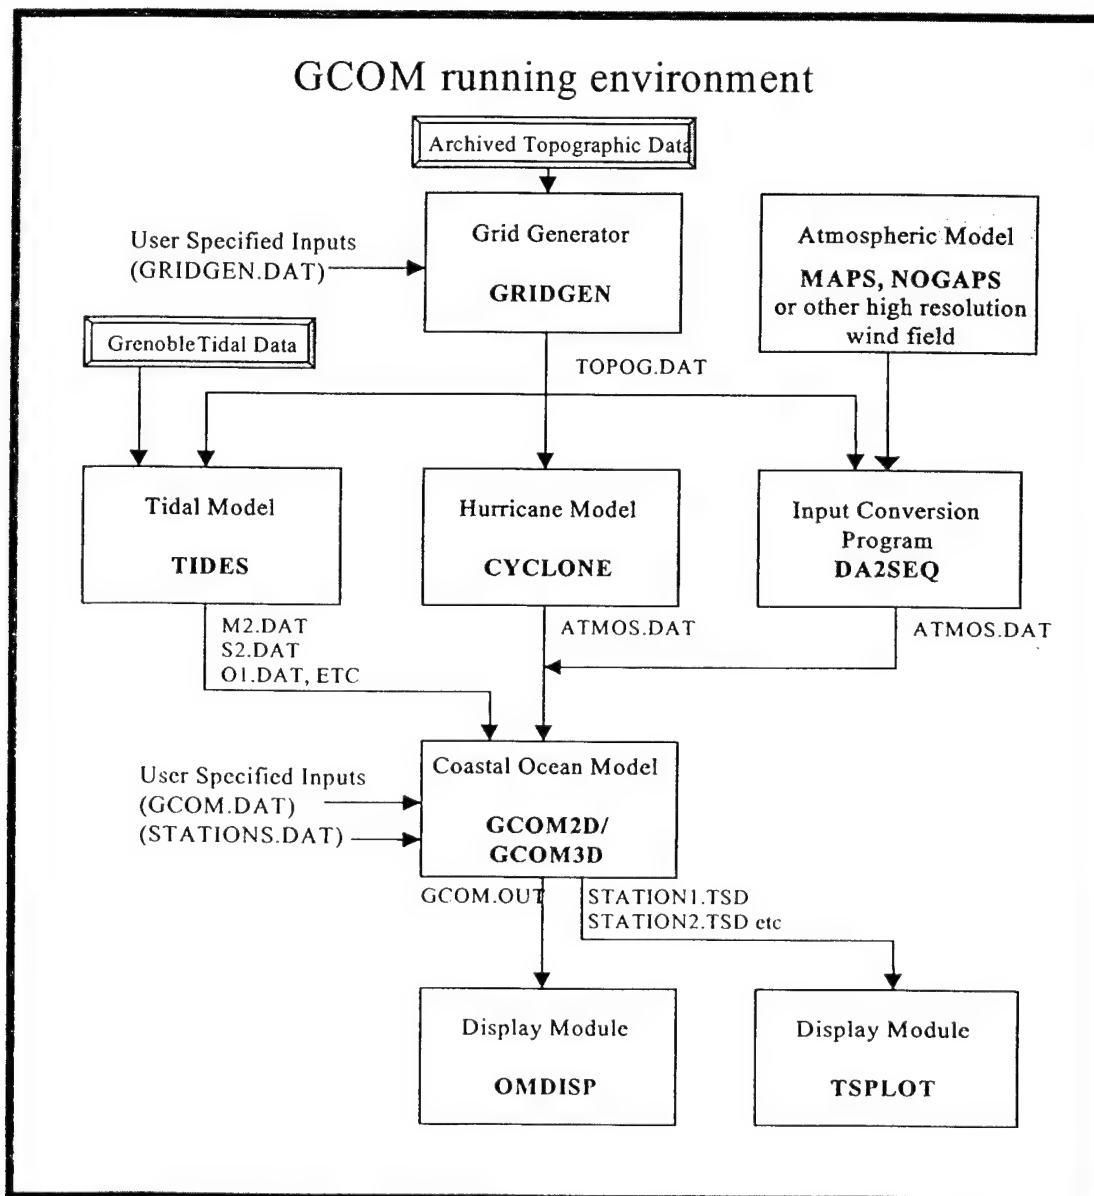 GCOM running environment
Archived Topographic Data
User Specified Inputs
(GRIDGEN.DAT)
Grid Generator
GRIDGEN
Atmospheric Model
MAPS, NOGAPS
or other high resolution
wind field
GrenobleTidal Data
TOPOG.DAT
Tidal Model
TIDES
Hurricane Model
CYCLONE
Input Conversion
Program
DA2SEQ
M2.DAT
S2.DAT
O1.DAT, ETC
ATMOS.DAT
ATMOS.DAT
User Specified Inputs
(GCOM.DAT)
(STATIONS.DAT)
Coastal Ocean Model
GCOM2D/
GCOM3D
GCOM.OUT
STATION1.TSD
STATION2.TSD etc
Display Module
OMDISP
Display Module
TSPLOT